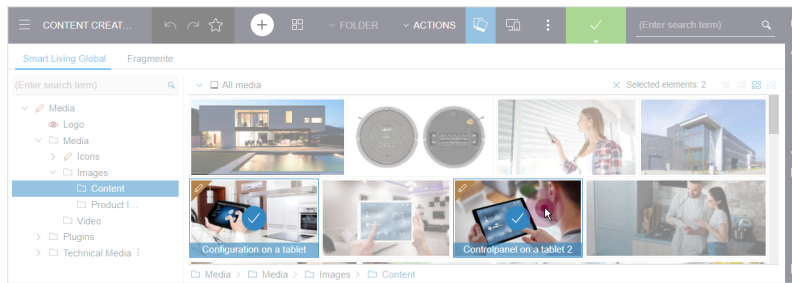 CONTENT CREAT...
FOLDER
ACTIONS
(Enter search term)
Smart Living Global
Fragmente
(Enter search term)
All media
Selected elements: 2
Media
Logo
Media
Icons
Images
Content
Product I...
Video
Plugins
Technical Media
Configuration on a tablet
Controlpanel on a tablet 2
Media > Media > Images > Content